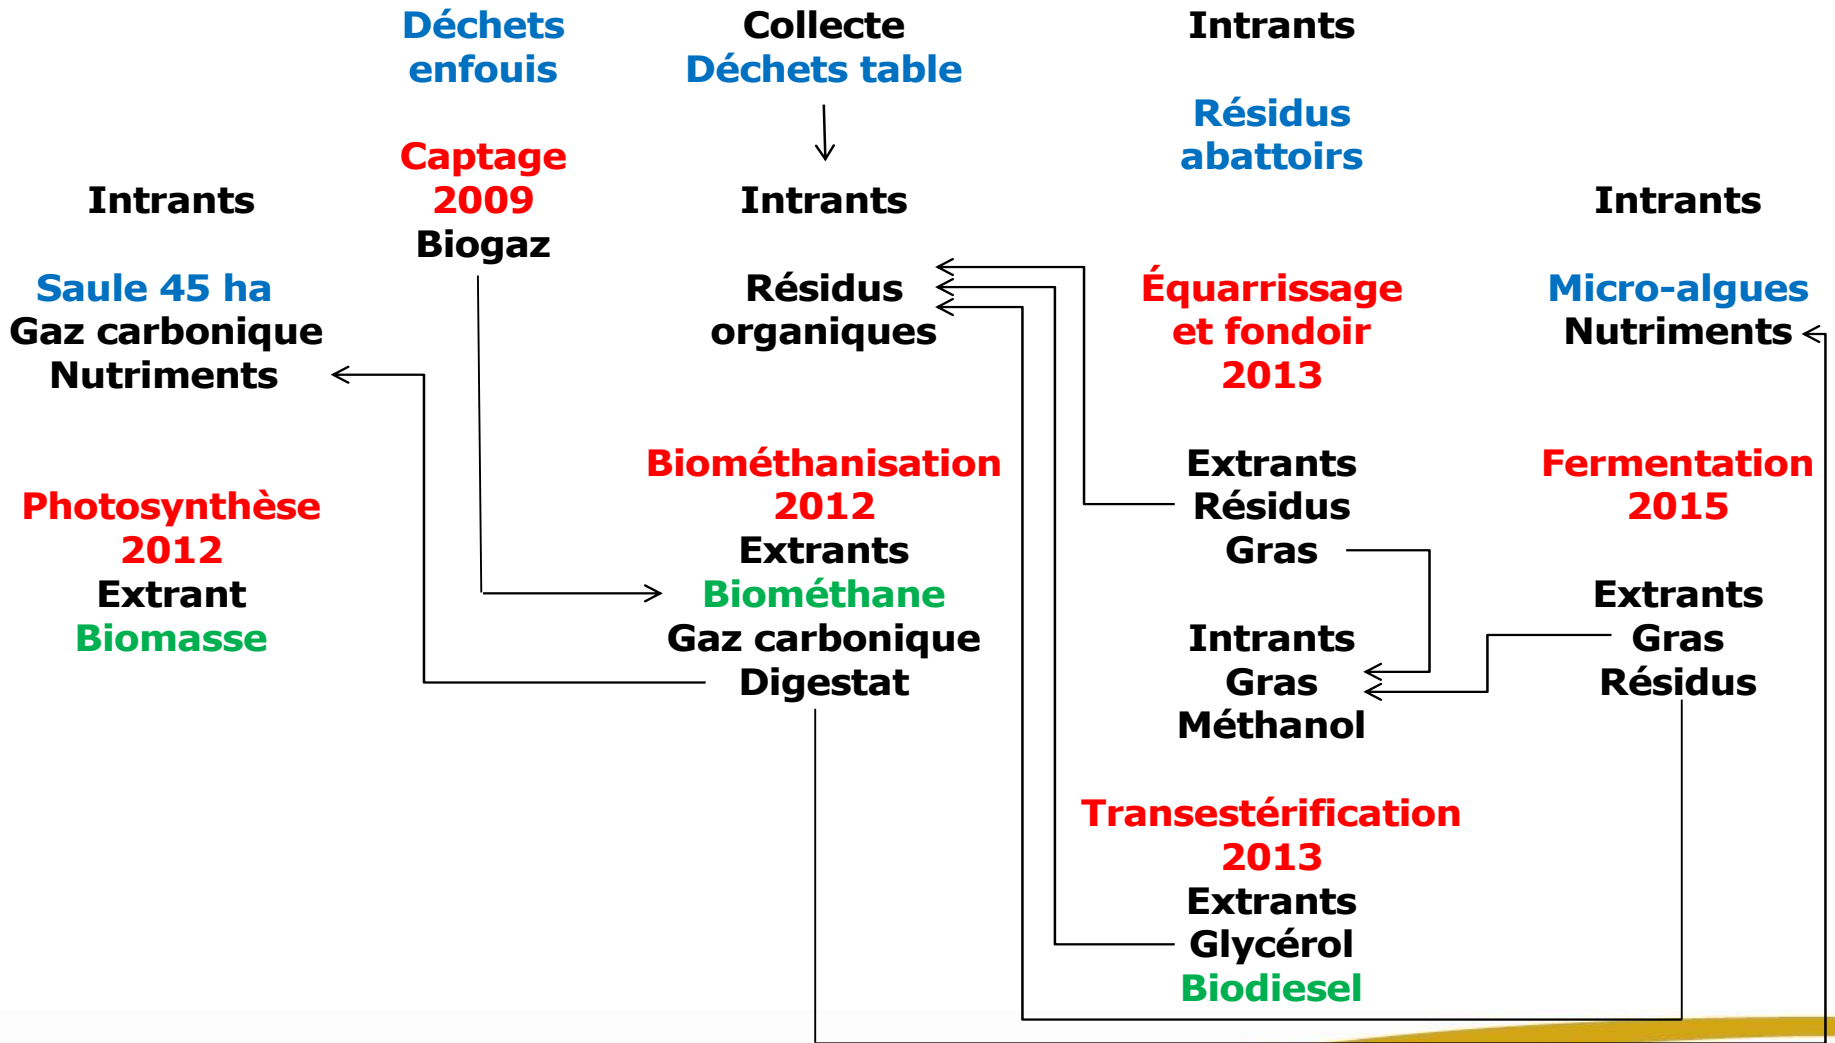 Déchets
enfouis
Captage
2009
Biogaz
Collecte
Déchets table
Intrants
Résidus
organiques
Biométhanisation
2012
Extrants
Biométhane
Gaz carbonique
Digestat
Intrants
Saule 45 ha
Gaz carbonique
Nutriments
Photosynthèse
2012
Extrant
Biomasse
Intrants
Résidus
abattoirs
Équarrissage
et fondoir
2013
Extrants
Résidus
Gras
Intrants
Gras
Méthanol
Transestérification
2013
Extrants
Glycérol
Biodiesel
Intrants
Micro-algues
Nutriments
Fermentation
2015
Extrants
Gras
Résidus